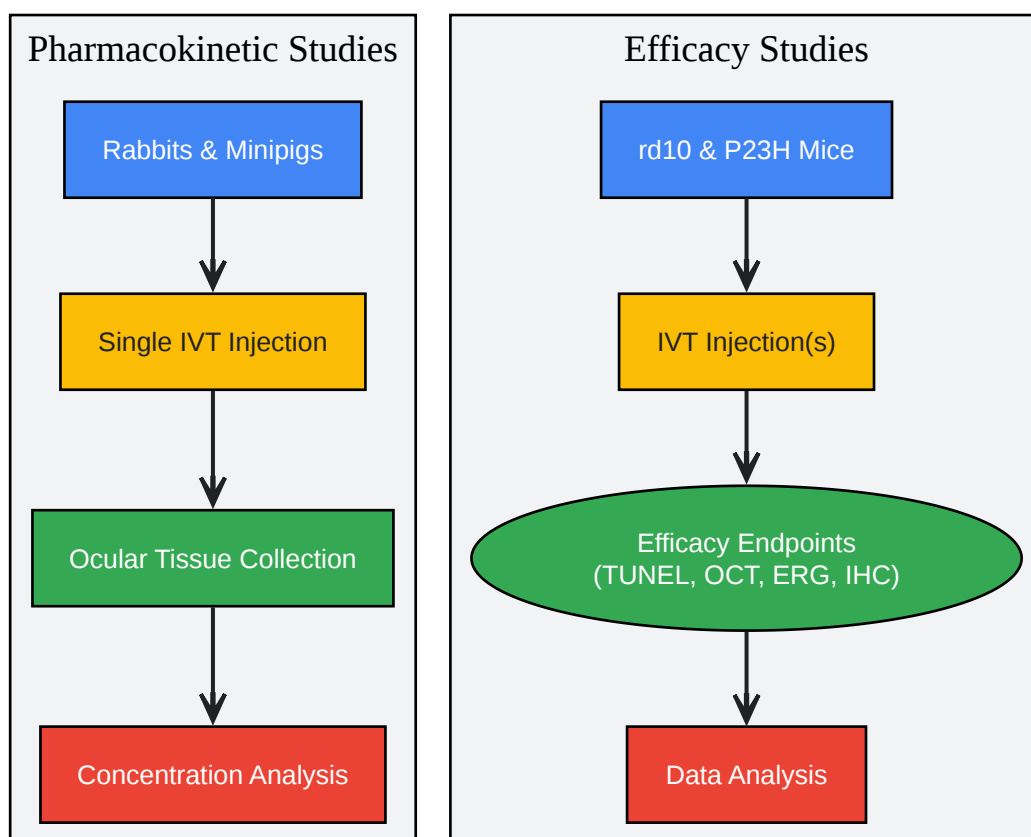 Pharmacokinetic Studies
Rabbits & Minipigs
Single IVT Injection
Ocular Tissue Collection
Concentration Analysis
Efficacy Studies
rd10 & P23H Mice
IVT Injection(s)
Efficacy Endpoints
(TUNEL, OCT, ERG, IHC)
Data Analysis